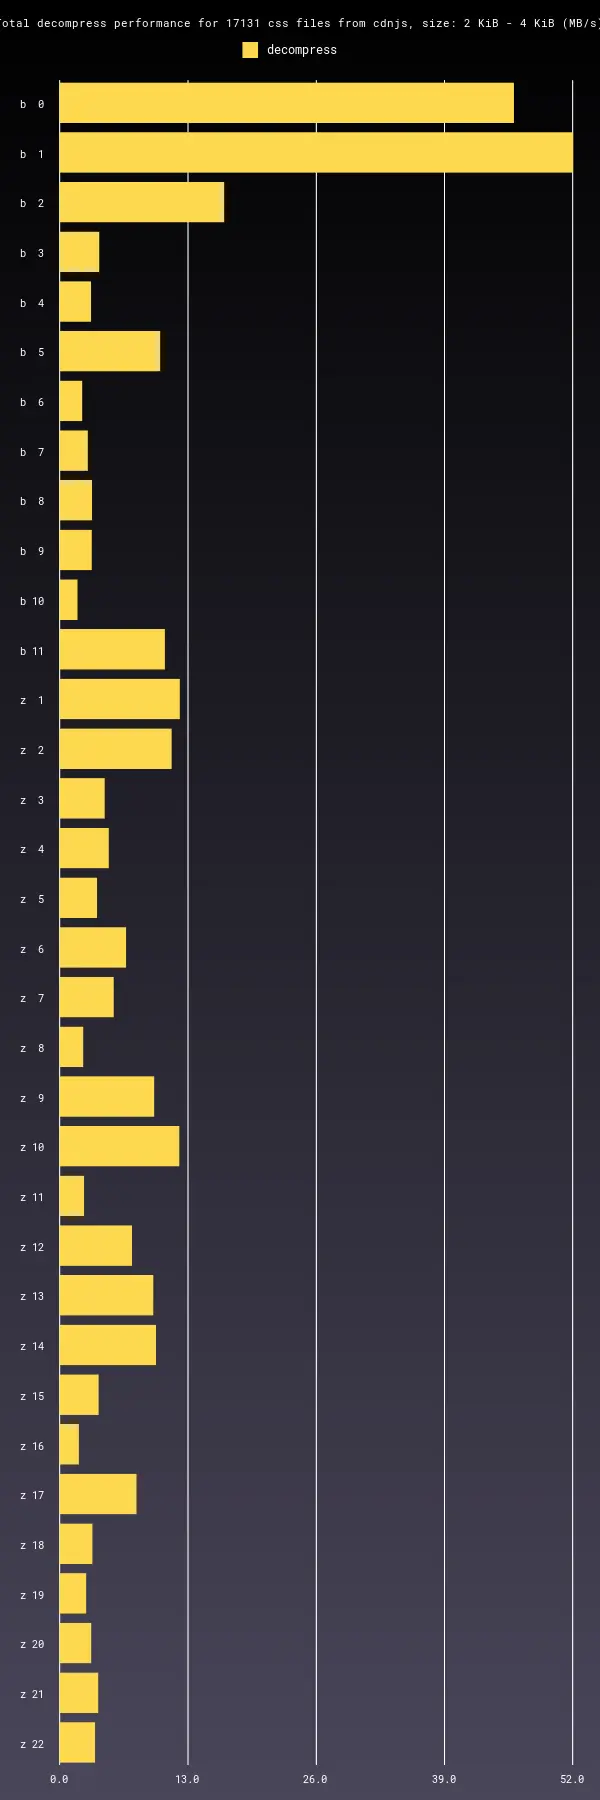 Total decompress performance for 17131 css files from cdnjs, size: 2 KiB - 4 KiB (MB/s)
decompress
b 0
b 1
b 2
b 3
b 4
b 5
b 6
b 7
b 8
b 9
b 10
b 11
z 1
z 2
z 3
z 4
z 5
z 6
z 7
z 8
z 9
z 10
z 11
z 12
z 13
z 14
z 15
z 16
z 17
z 18
z 19
z 20
z 21
z 22
0.0 13.0 26.0 39.0 52.0